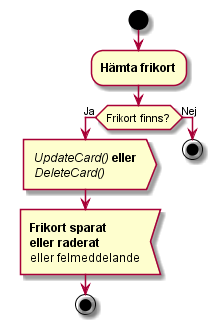 Hämta frikort
Ja
Frikort finns?
Nej
UpdateCard() eller
DeleteCard()
Frikort sparat
eller raderat
eller felmeddelande